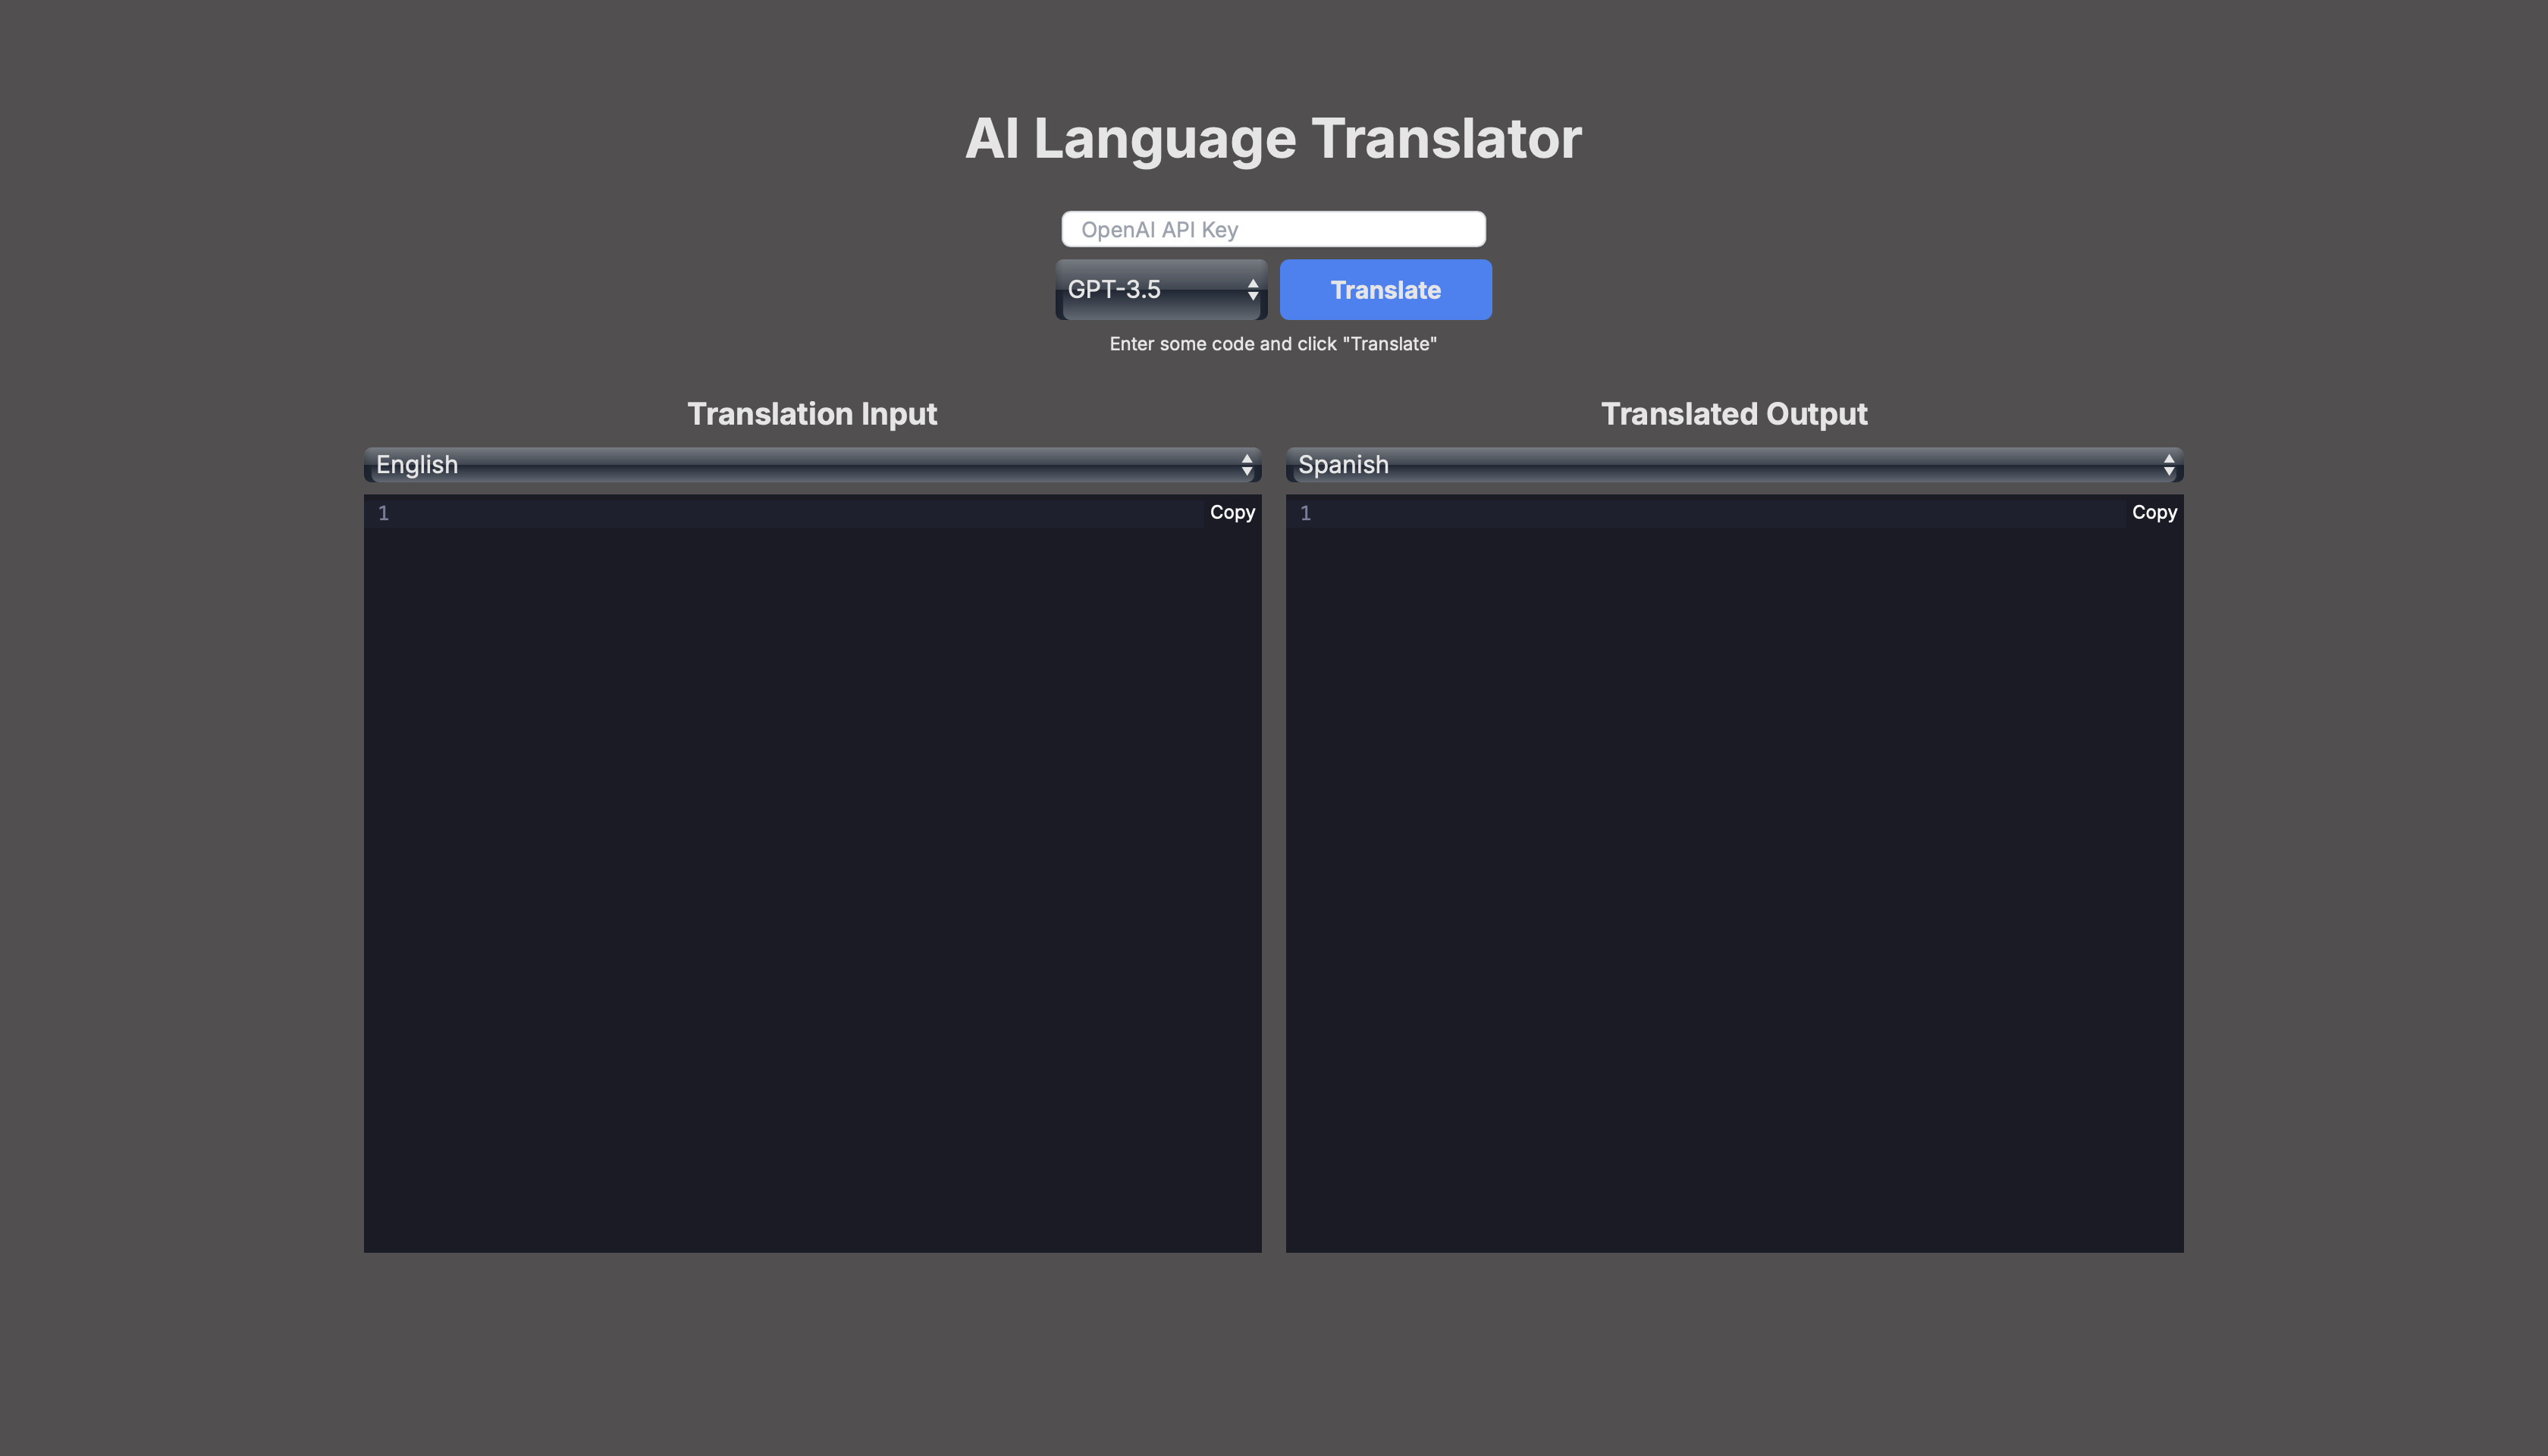 AI Language Translator
OpenAI API Key
GPT-3.5
Translate
Enter some code and click "Translate"
Translation Input
English
1
Copy
Translated Output
Spanish
1
Copy